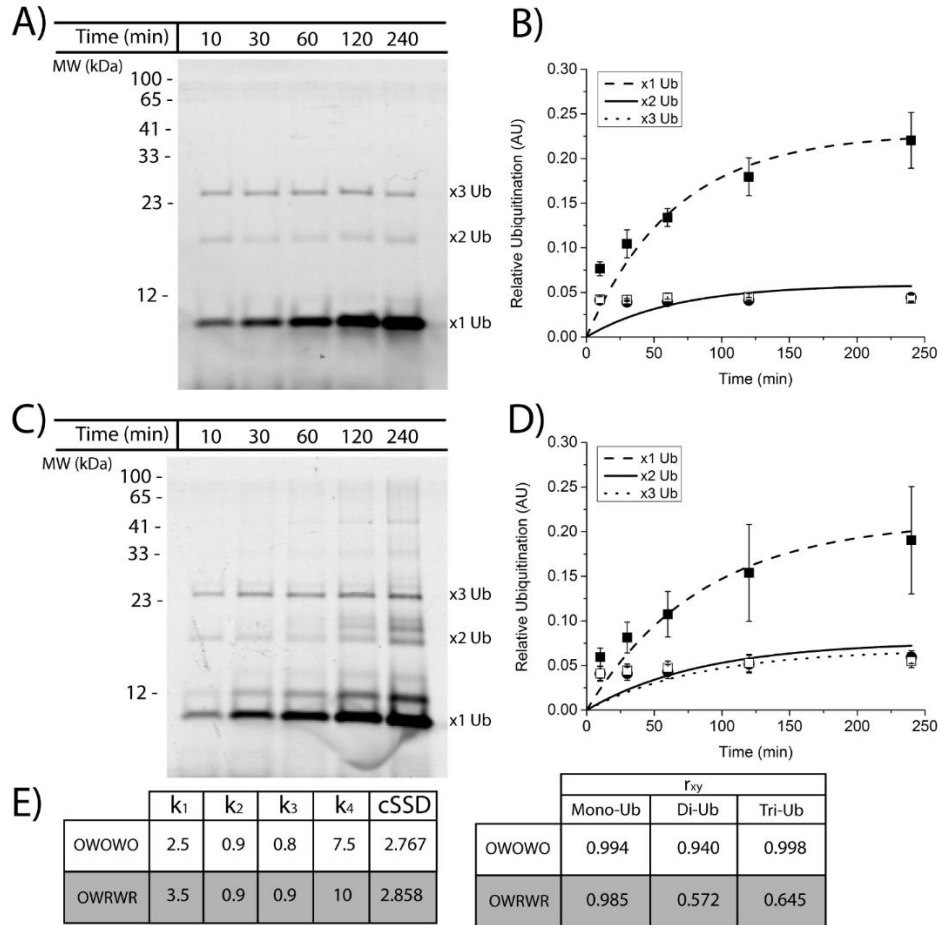 A)
Time (min) 10 30 60 120 240
MW (kDa)
100 -
65 -
41 -
33 -
23 -
12 -
x3 Ub
x2 Ub
x1 Ub
B)
Relative Ubiquitination (AU)
0.30
0.25
0.20
0.15
0.10
0.05
0.00
x1 Ub
x2 Ub
x3 Ub
0 50 100 150 200 250
Time (min)
C)
Time (min) 10 30 60 120 240
MW (kDa)
100 -
65 -
41 -
33 -
23 -
12 -
x3 Ub
x2 Ub
x1 Ub
D)
Relative Ubiquitination (AU)
0.30
0.25
0.20
0.15
0.10
0.05
0.00
x1 Ub
x2 Ub
x3 Ub
0 50 100 150 200 250
Time (min)
E)
k1 k2 k3 k4 cSSD
OWOWO 2.5 0.9 0.8 7.5 2.767
OWRWR 3.5 0.9 0.9 10 2.858
rxy
Mono-Ub Di-Ub Tri-Ub
OWOWO 0.994 0.940 0.998
OWRWR 0.985 0.572 0.645